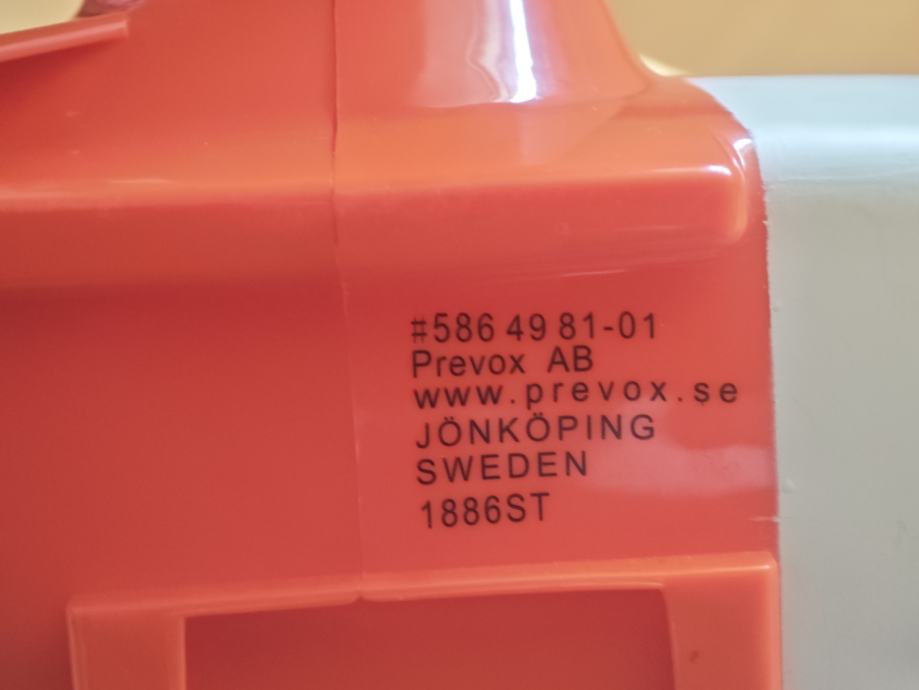 #586 49 81-01
Prevox AB
www.prevox.se
JÖNKÖPING
SWEDEN
1886ST